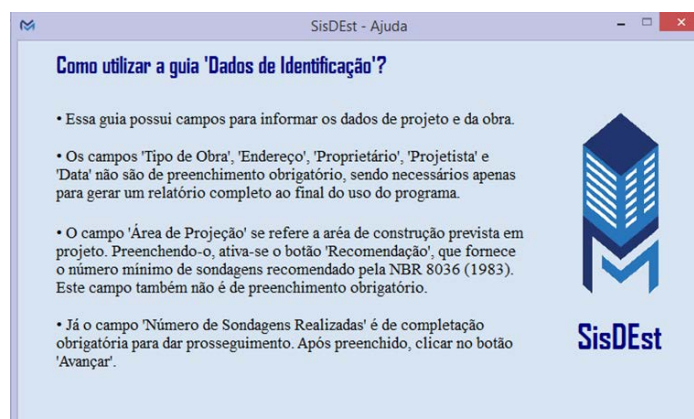 SisDEst - Ajuda
Como utilizar a guia 'Dados de Identificação'?
• Essa guia possui campos para informar os dados de projeto e da obra.
• Os campos 'Tipo de Obra', 'Endereço', 'Proprietário', 'Projetista' e
'Data' não são de preenchimento obrigatório, sendo necessários apenas
para gerar um relatório completo ao final do uso do programa.
• O campo 'Área de Projeção' se refere a aréa de construção prevista em
projeto. Preenchendo-o, ativa-se o botão 'Recomendação', que fornece
o número mínimo de sondagens recomendado pela NBR 8036 (1983).
Este campo também não é de preenchimento obrigatório.
• Já o campo 'Número de Sondagens Realizadas' é de completação
obrigatória para dar prosseguimento. Após preenchido, clicar no botão
'Avançar'.
SisDEst